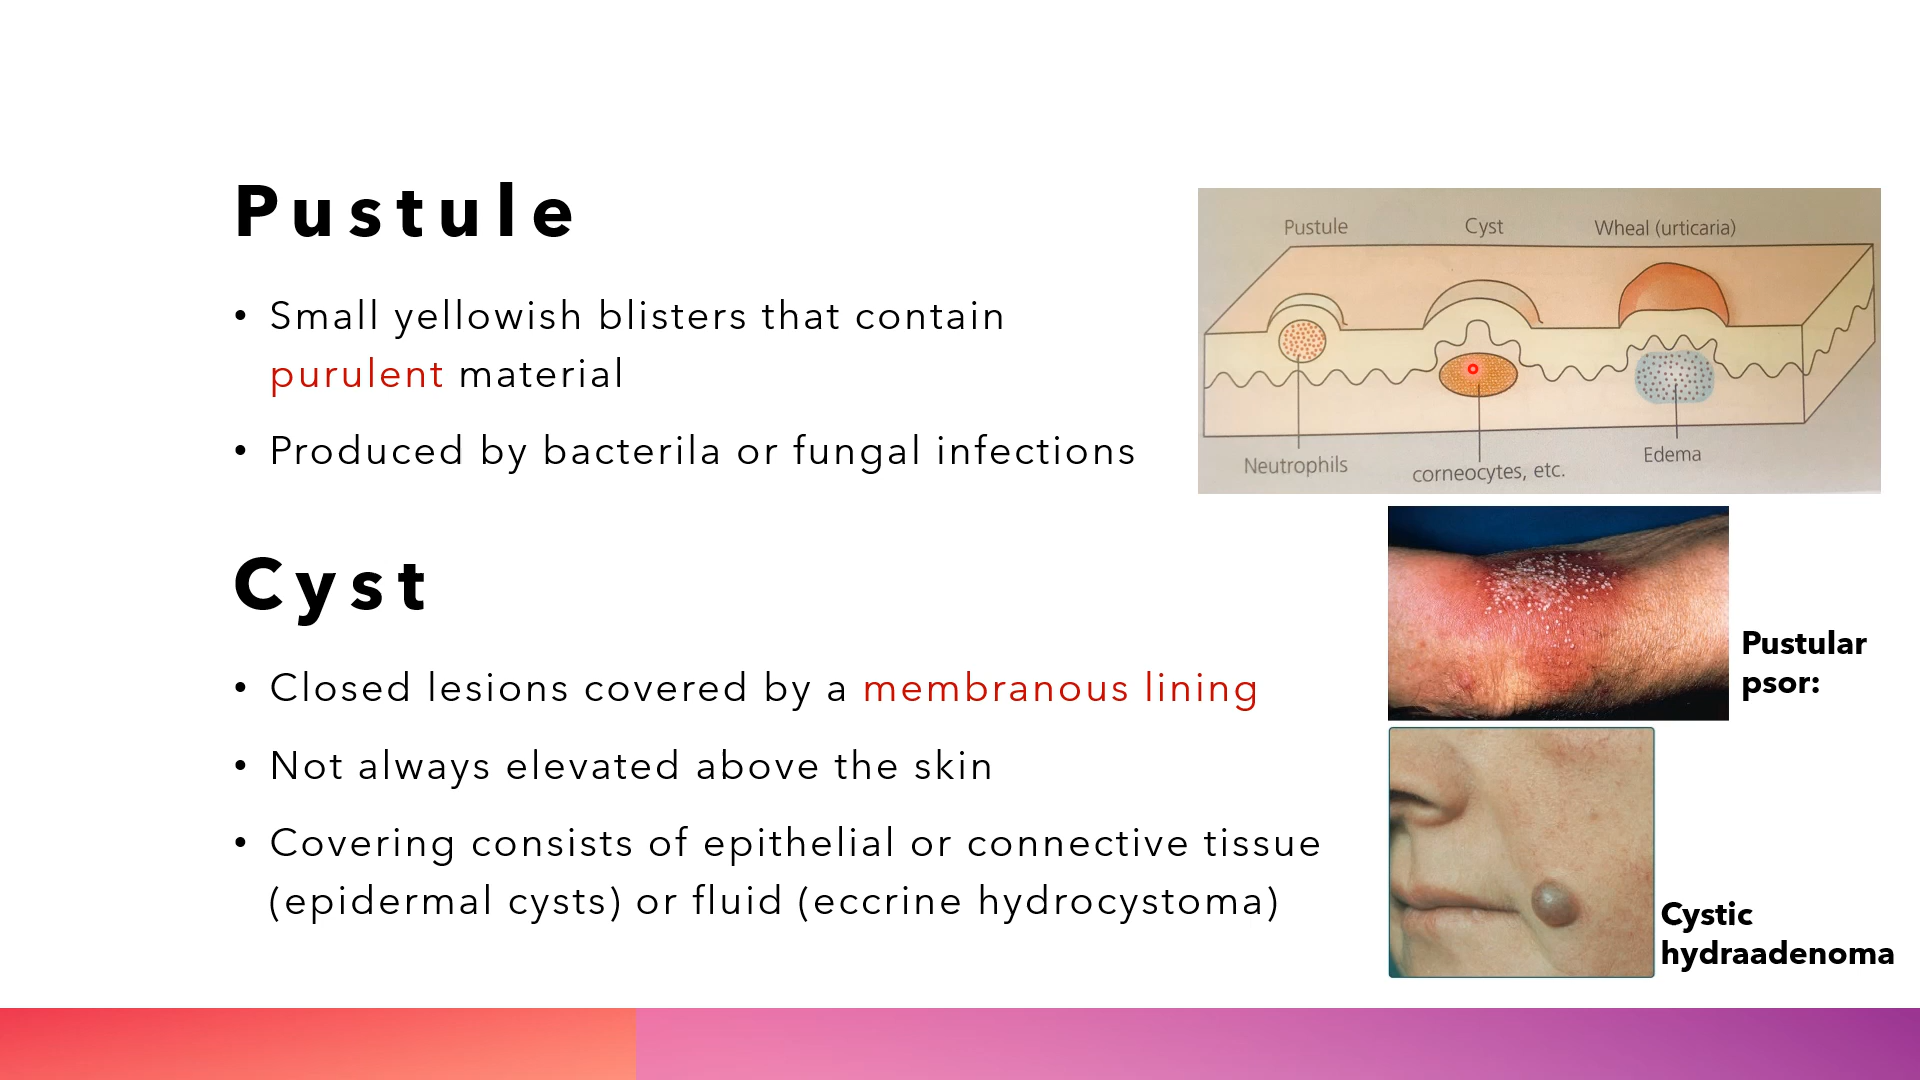 Pustule
• Small yellowish blisters that contain
purulent material
• Produced by bacterila or fungal infections
Cyst
• Closed lesions covered by a membranous lining
• Not always elevated above the skin
• Covering consists of epithelial or connective tissue
(epidermal cysts) or fluid (eccrine hydrocystoma)
Pustule Cyst Wheal (urticaria)
Neutrophils corneocytes, etc. Edema
Pustular
psor:
Cystic
hydraadenoma